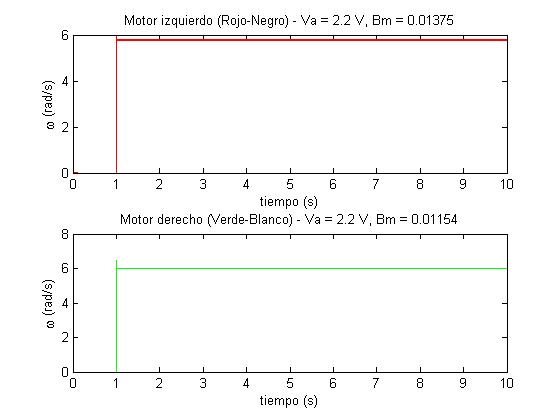 Motor izquierdo (Rojo-Negro) - Va = 2.2 V, Bm = 0.01375
6
4
2
0
ω (rad/s)
0 1 2 3 4 5 6 7 8 9 10
tiempo (s)
Motor derecho (Verde-Blanco) - Va = 2.2 V, Bm = 0.01154
8
6
4
2
0
ω (rad/s)
0 1 2 3 4 5 6 7 8 9 10
tiempo (s)